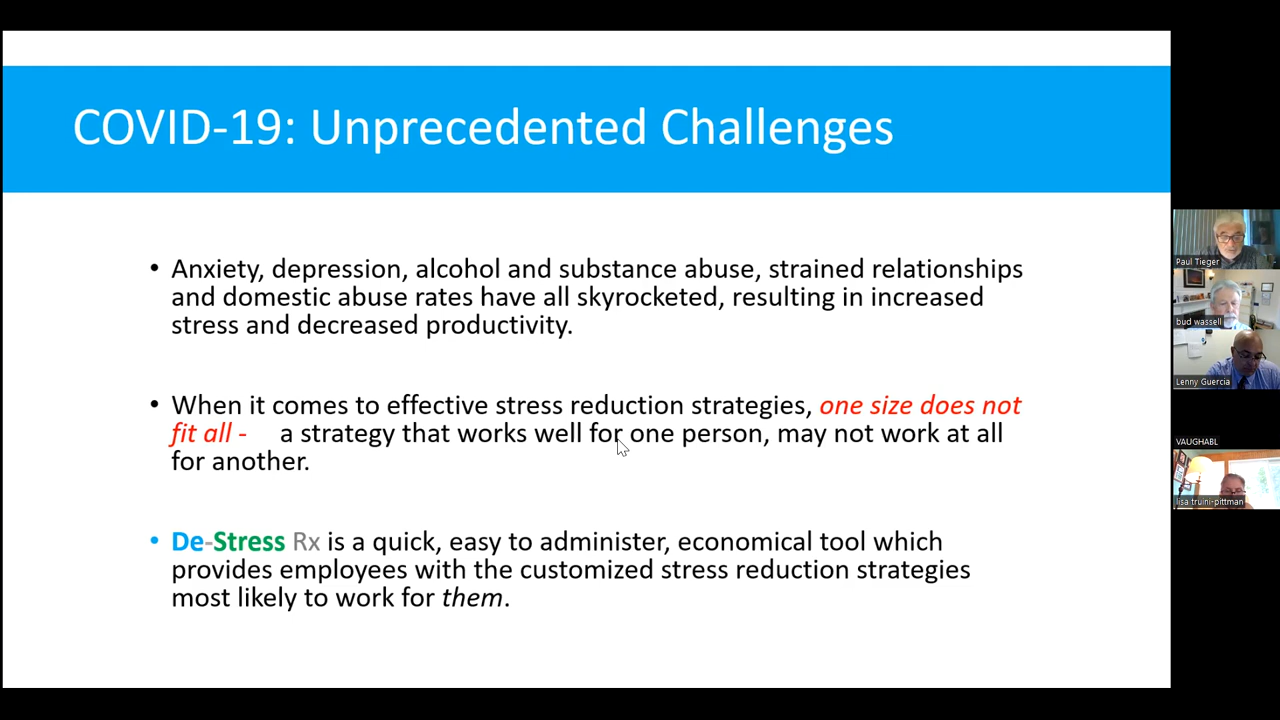 COVID-19: Unprecedented Challenges
• Anxiety, depression, alcohol and substance abuse, strained relationships
and domestic abuse rates have all skyrocketed, resulting in increased
stress and decreased productivity.
• When it comes to effective stress reduction strategies, one size does not
fit all - a strategy that works well for one person, may not work at all
for another.
• De-Stress Rx is a quick, easy to administer, economical tool which
provides employees with the customized stress reduction strategies
most likely to work for them.
Paul Tieger
bud wassell
Lenny Guercia
VAUGHABL
lisa truini-pittman